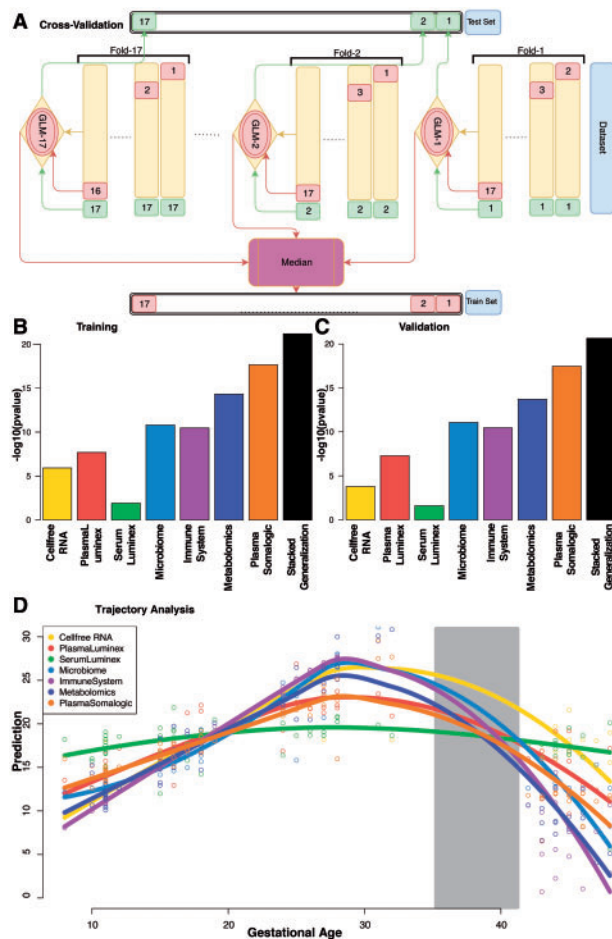 A
Cross-Validation
17
2
1
Test Set
Fold-17
Fold-2
Fold-1
1
2
16
17
17
17
GLM-17
1
3
17
2
2
2
GLM-2
2
3
17
1
1
1
GLM-1
Dataset
Median
17
2
1
Train Set
B
Training
-log10(pvalue)
20
15
10
5
0
Cellfree
RNA
PlasmaL
uminex
Serum
Luminex
Microbiome
Immune
System
Metabolomics
Plasma
Somalogic
Stacked
Generalization
C
Validation
-log10(pvalue)
20
15
10
5
0
Cellfree
RNA
Plasma
Luminex
Serum
Luminex
Microbiome
Immune
System
Metabolomics
Plasma
Somalogic
Stacked
Generalization
D
Trajectory Analysis
Cellfree RNA
PlasmaLuminex
SerumLuminex
Microbiome
ImmuneSystem
Metabolomics
PlasmaSomalogic
Prediction
30
25
20
15
10
5
0
10
20
30
40
Gestational Age